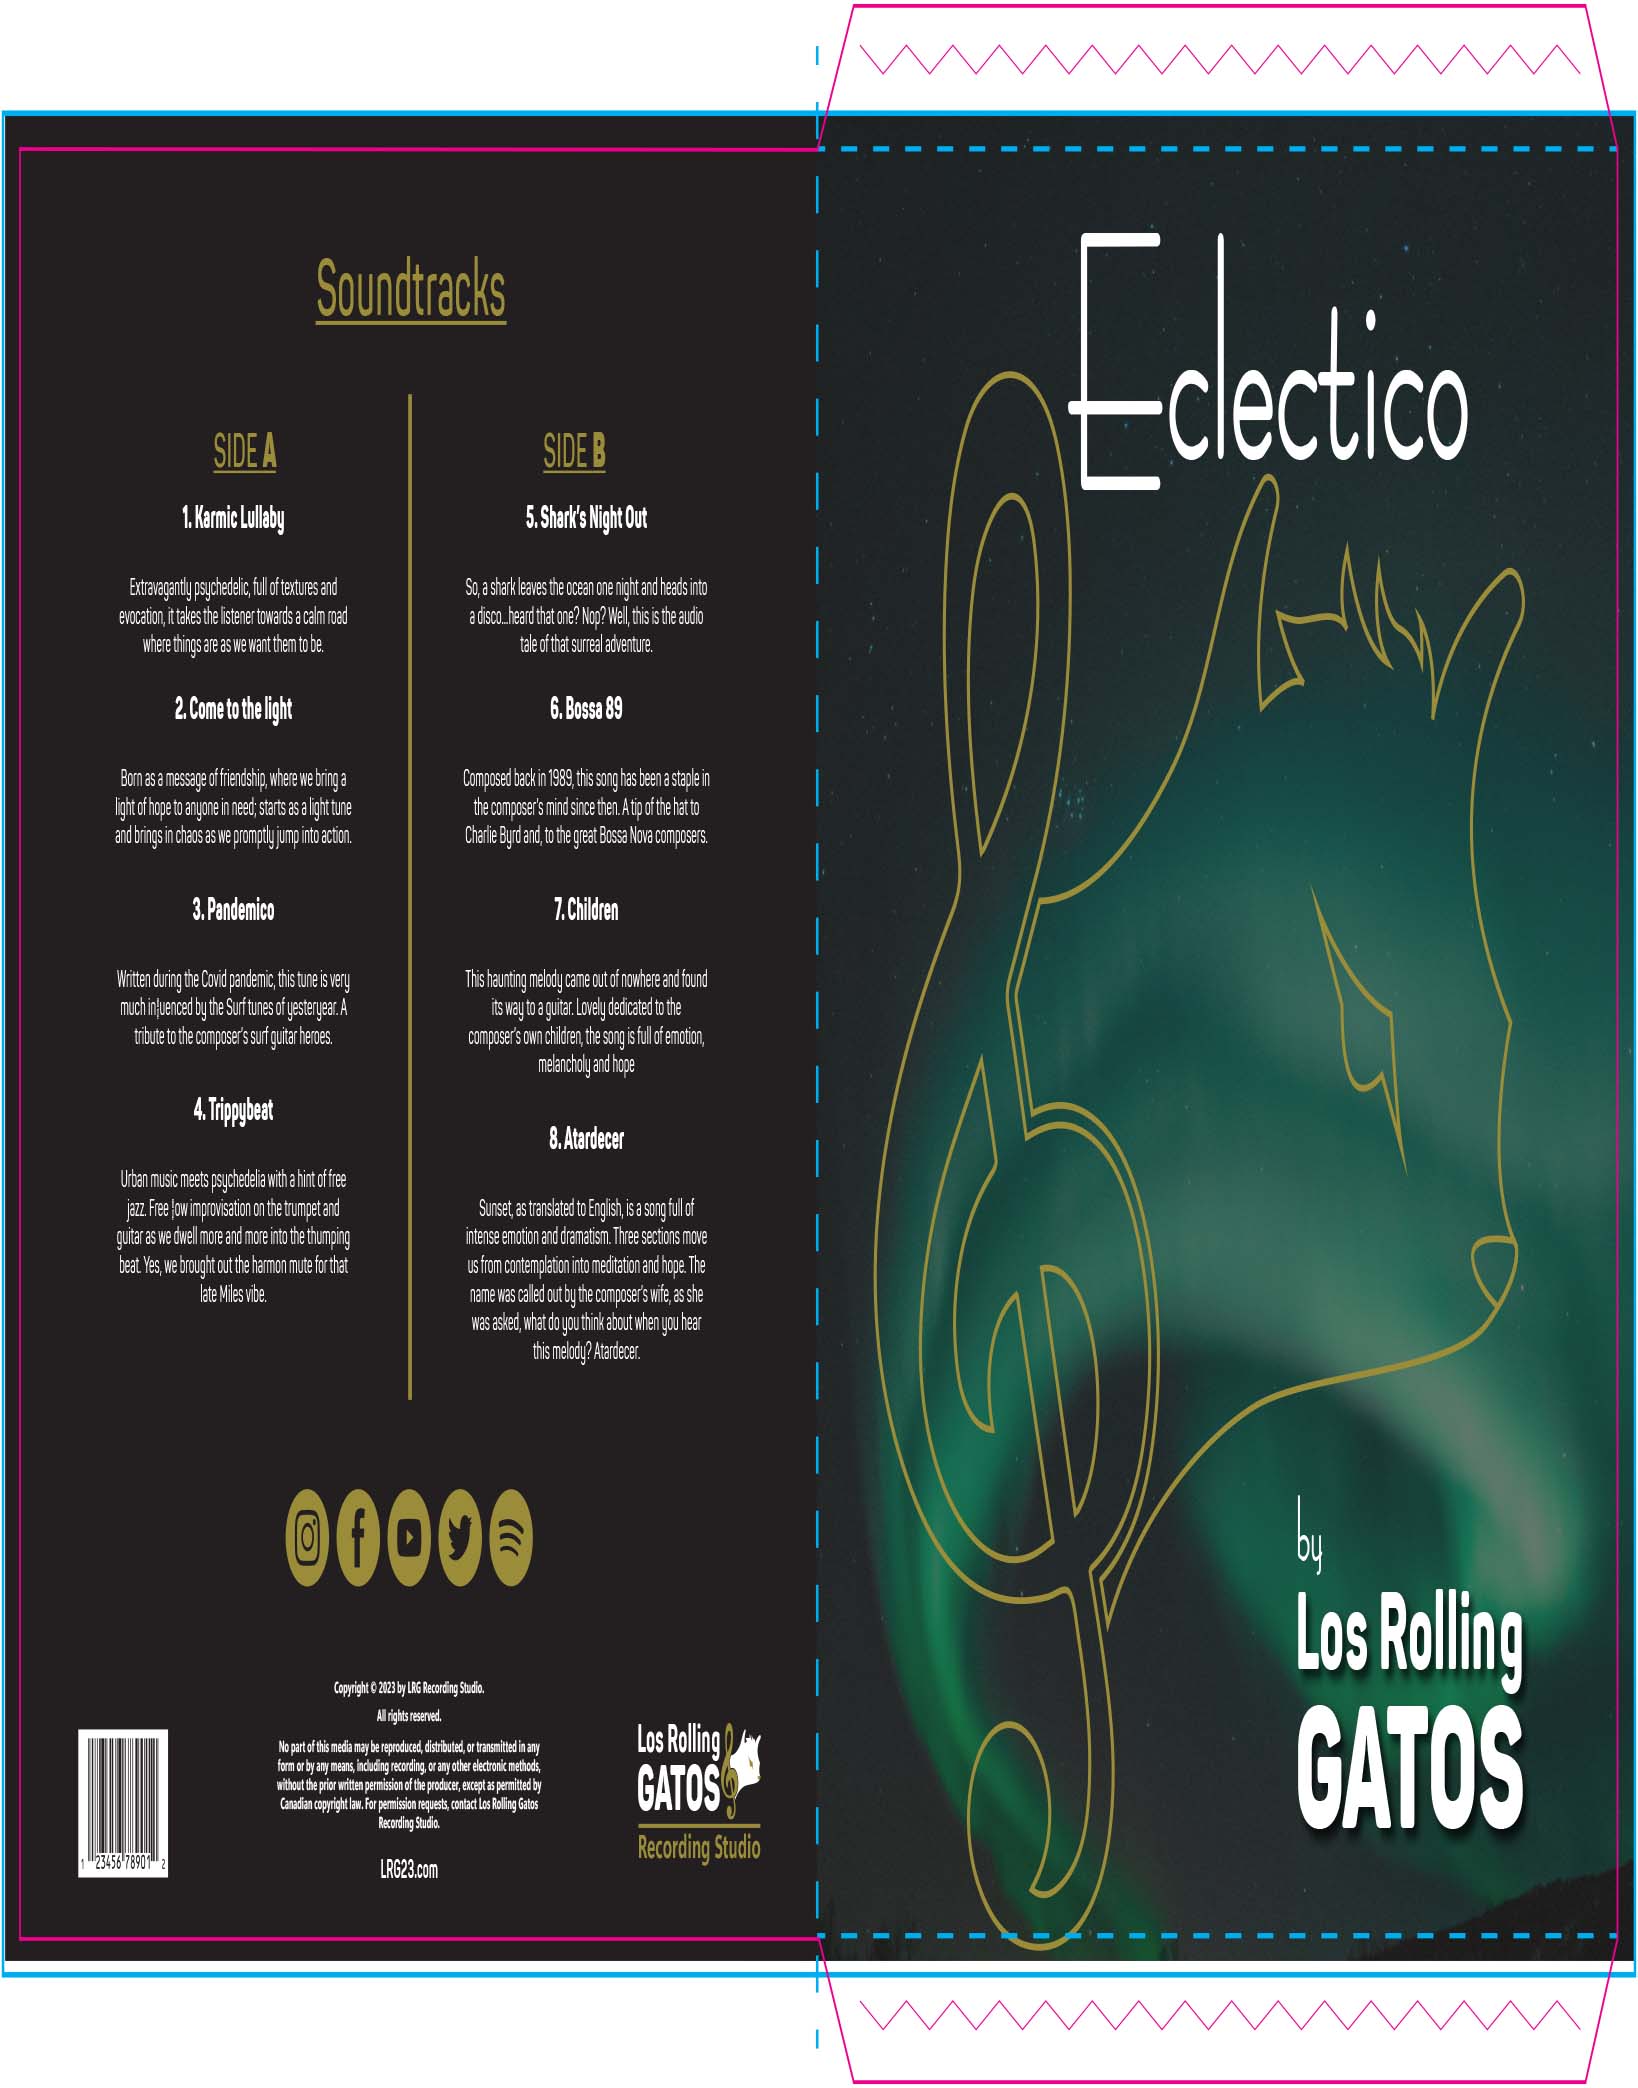 Soundtracks
SIDE A
1. Karmic Lullaby
Extravagantly psychedelic, full of textures and
evocation, it takes the listener towards a calm road
where things are as we want them to be.
2. Come to the light
Born as a message of friendship, where we bring a
light of hope to anyone in need; starts as a light tune
and brings in chaos as we promptly jump into action.
3. Pandemico
Written during the Covid pandemic, this tune is very
much in¦uenced by the Surf tunes of yesteryear. A
tribute to the composer's surf guitar heroes.
4. Trippybeat
Urban music meets psychedelia with a hint of free
jazz. Free ¦ow improvisation on the trumpet and
guitar as we dwell more and more into the thumping
beat. Yes, we brought out the harmon mute for that
late Miles vibe.
SIDE B
5. Shark's Night Out
So, a shark leaves the ocean one night and heads into
a disco...heard that one? Nop? Well, this is the audio
tale of that surreal adventure.
6. Bossa 89
Composed back in 1989, this song has been a staple in
the composer's mind since then. A tip of the hat to
Charlie Byrd and, to the great Bossa Nova composers.
7. Children
This haunting melody came out of nowhere and found
its way to a guitar. Lovely dedicated to the
composer's own children, the song is full of emotion,
melancholy and hope
8. Atardecer
Sunset, as translated to English, is a song full of
intense emotion and dramatism. Three sections move
us from contemplation into meditation and hope. The
name was called out by the composer's wife, as she
was asked, what do you think about when you hear
this melody? Atardecer.
Copyright © 2023 by LRG Recording Studio.
All rights reserved.
No part of this media may be reproduced, distributed, or transmitted in any
form or by any means, including recording, or any other electronic methods,
without the prior written permission of the producer, except as permitted by
Canadian copyright law. For permission requests, contact Los Rolling Gatos
Recording Studio.
LRG23.com
1 23456 78901 2
Los Rolling
GATOS
Recording Studio
Eclectico
by
Los Rolling
GATOS